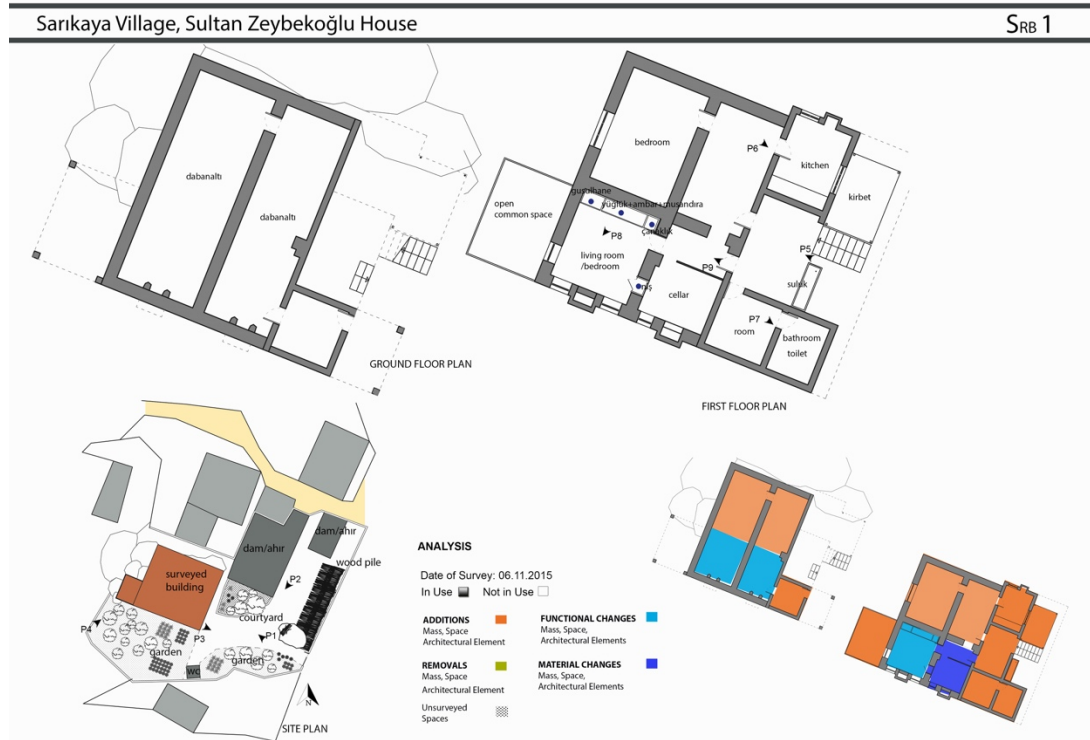 Sarıkaya Village, Sultan Zeybekoğlu House
SRB 1
dabanaltı
dabanaltı
GROUND FLOOR PLAN
bedroom
P6
kitchen
kirbet
open
common space
gusülhane
yüğlük+ambar+musandıra
çanaklık
P8
living room
/bedroom
niş
P9
P5
cellar
suluk
room
P7
bathroom
toilet
FIRST FLOOR PLAN
dam/ahır
dam/ahır
wood pile
surveyed
building
P2
courtyard
P4
P3
P1
garden
garden
wc
N
SITE PLAN
ANALYSIS
Date of Survey: 06.11.2015
In Use
Not in Use
ADDITIONS
Mass, Space
Architectural Element
FUNCTIONAL CHANGES
Mass, Space,
Architectural Elements
REMOVALS
Mass, Space
Architectural Element
MATERIAL CHANGES
Mass, Space,
Architectural Elements
Unsurveyed
Spaces